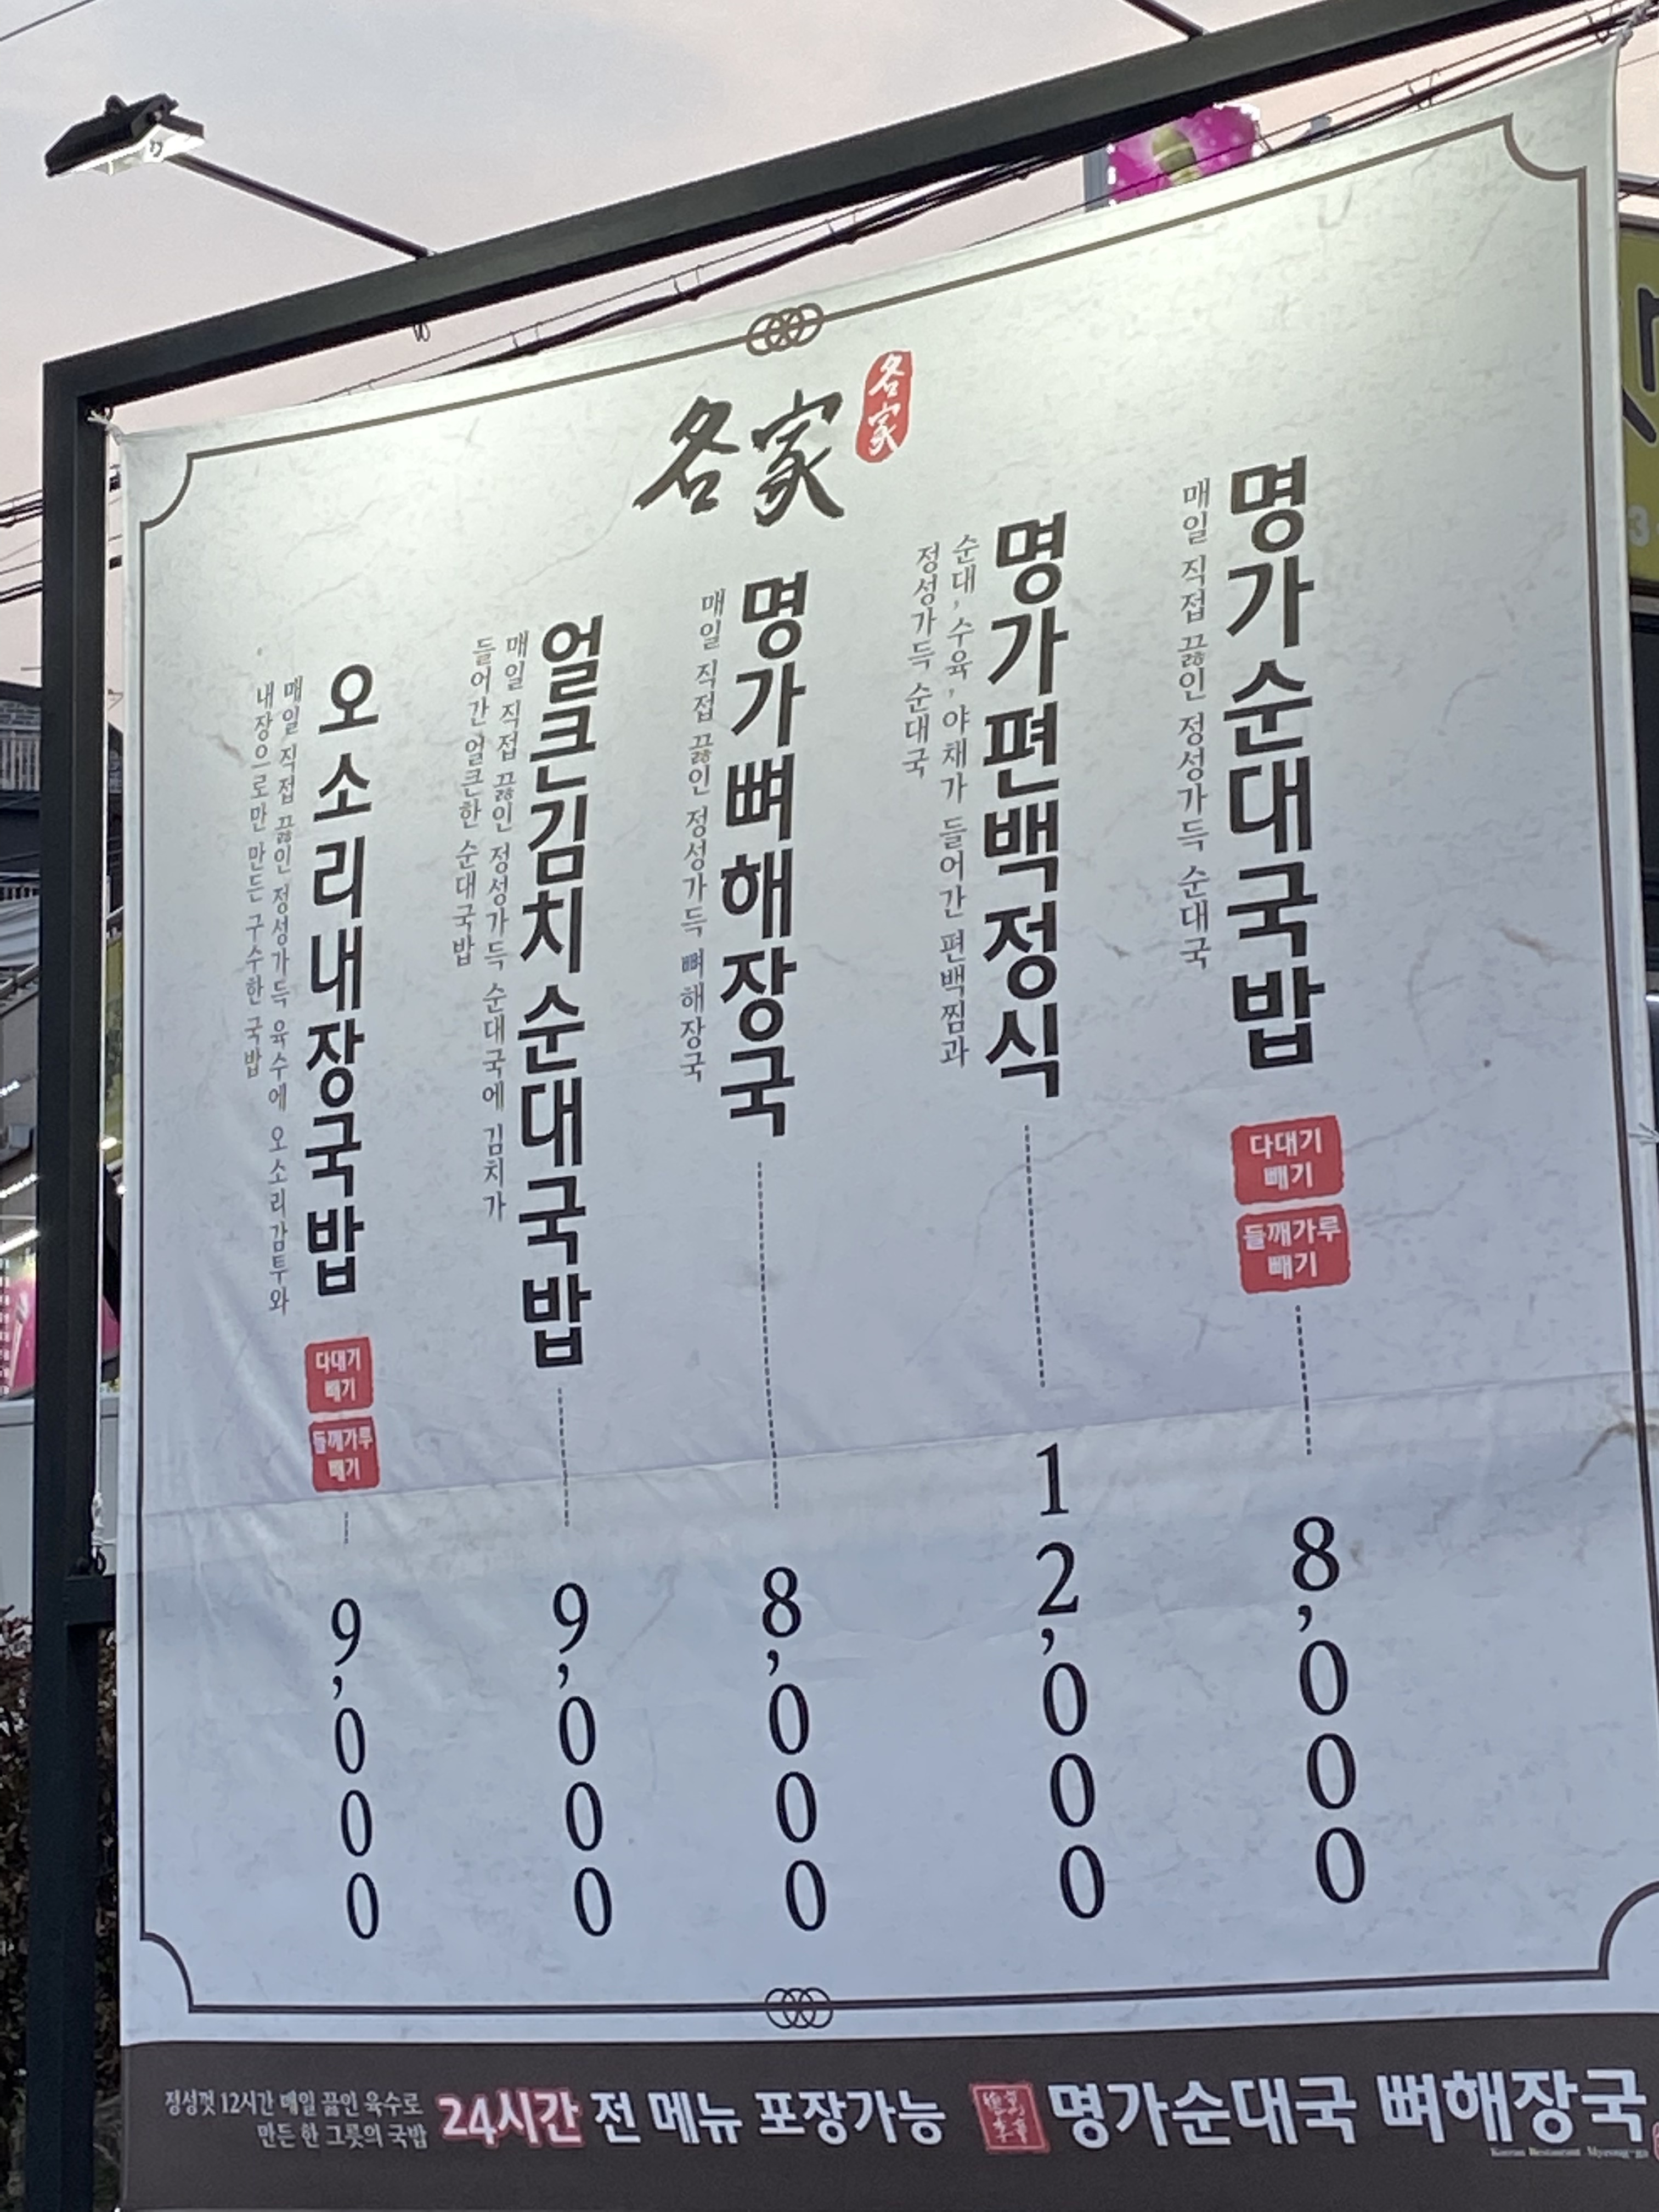 名家
名家
명가순대국밥
매일 직접 끓인 정성가득 순대국
다대기
빼기
들깨가루
빼기
8,000
명가편백정식
순대, 수육, 야채가 들어간 편백찜과
정성가득 순대국
12,000
명가뼈해장국
매일 직접 끓인 정성가득 뼈해장국
8,000
얼큰김치순대국밥
매일 직접 끓인 정성가득 순대국에 김치가
들어간 얼큰한 순대국밥
9,000
오소리내장국밥
매일 직접 끓인 정성가득 육수에 오소리감투와
내장으로만 만든 구수한 국밥
다대기
빼기
들깨가루
빼기
9,000
정성껏 12시간 매일 끓인 육수로
만든 한 그릇의 국밥
24시간 전 메뉴 포장가능
명가순대국 뼈해장국
Korean Restaurant Myeong-ga